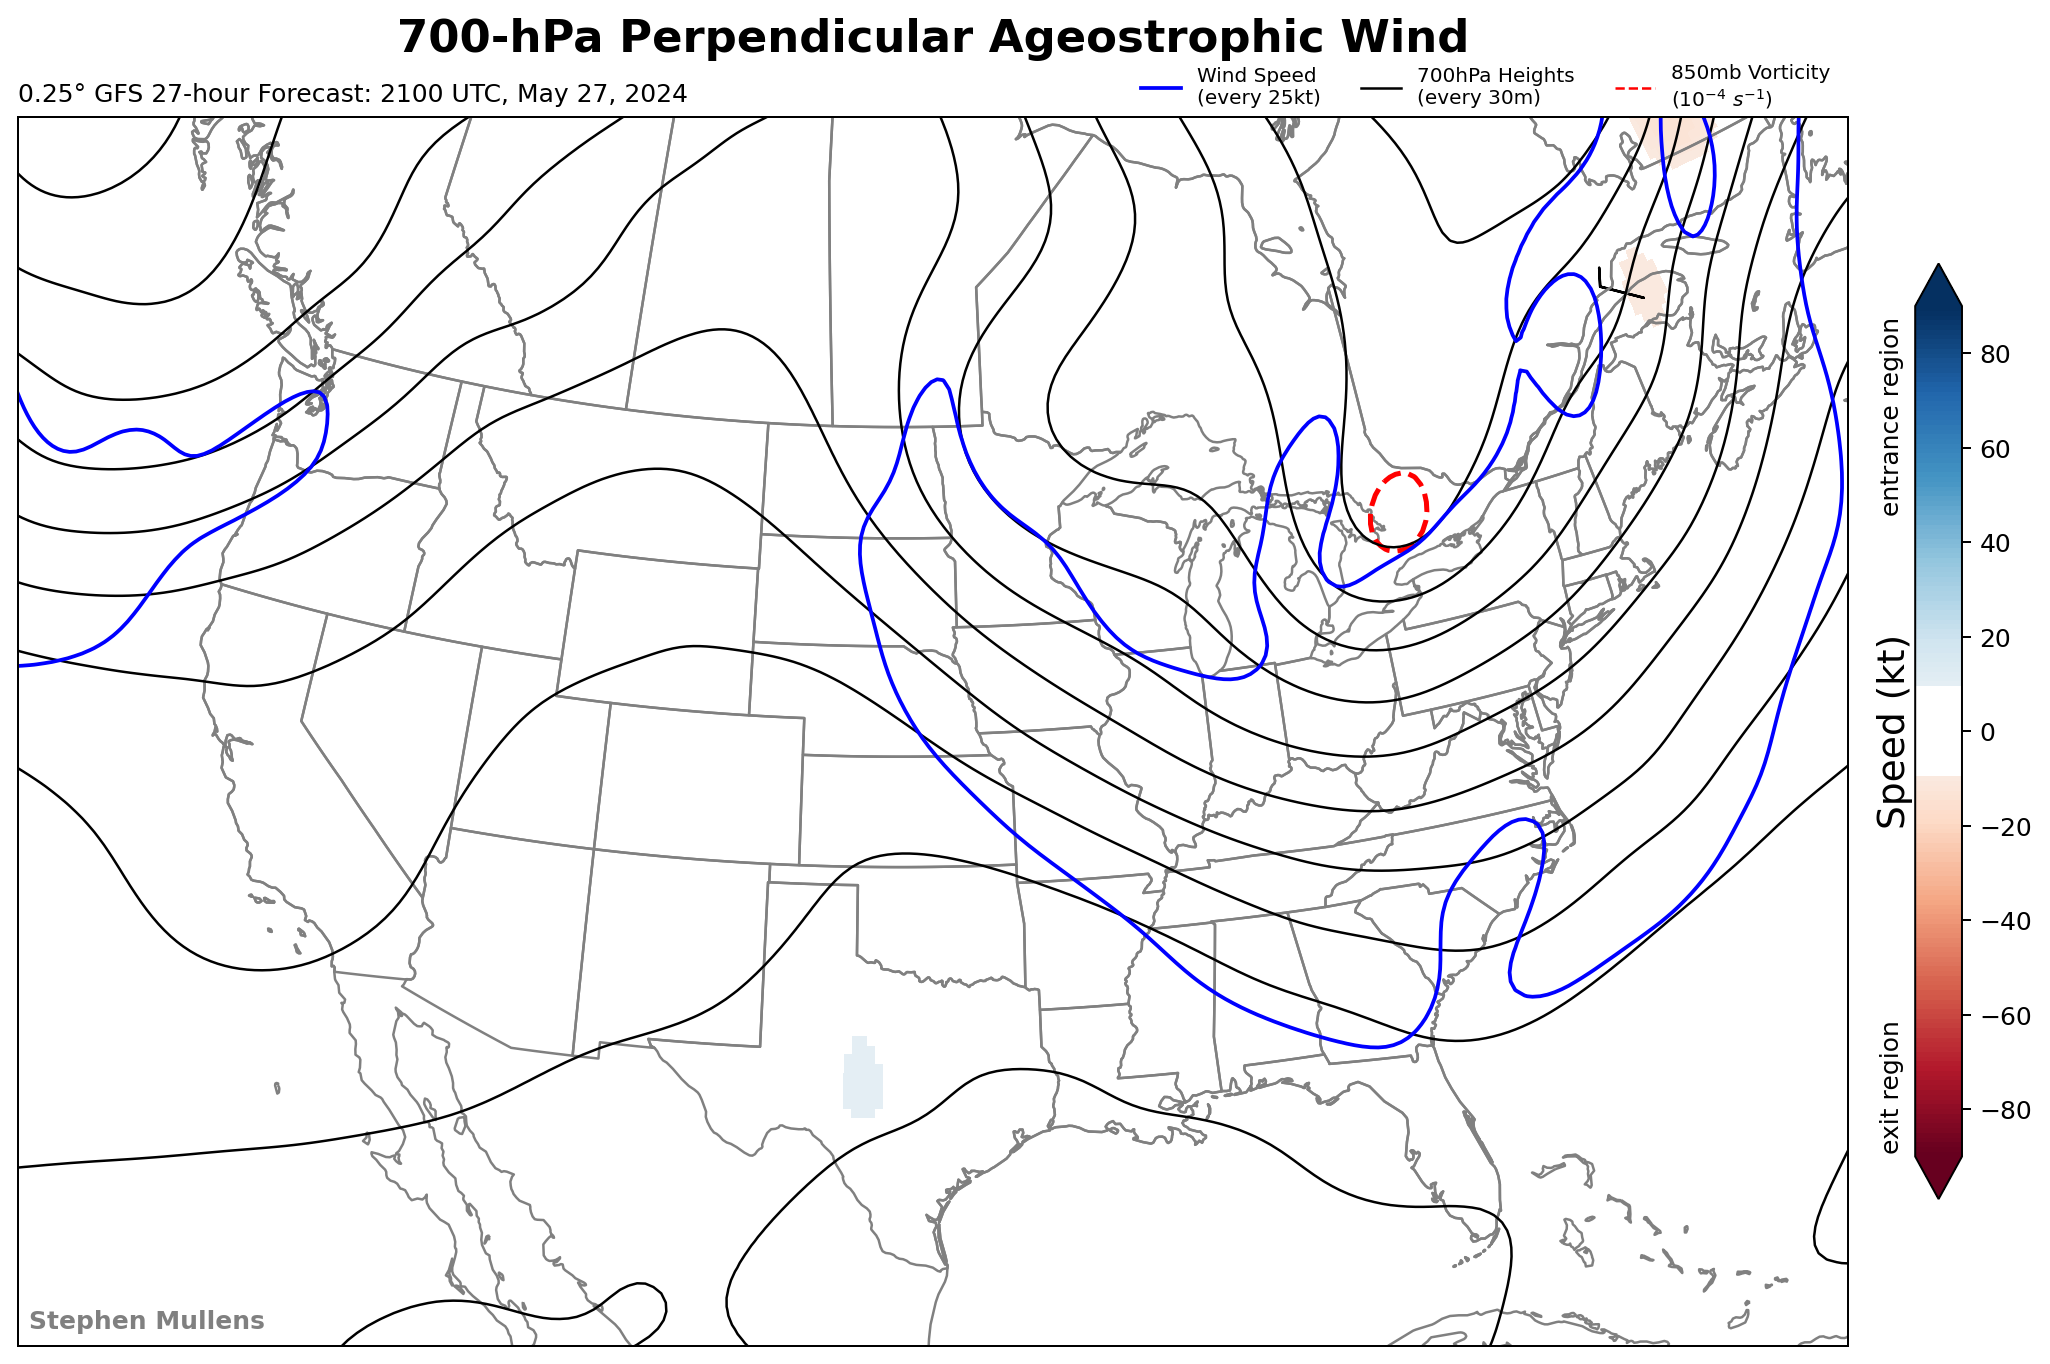 700-hPa Perpendicular Ageostrophic Wind
0.25° GFS 27-hour Forecast: 2100 UTC, May 27, 2024
Wind Speed
(every 25kt)
700hPa Heights
(every 30m)
850mb Vorticity
(10⁻⁴ s⁻¹)
entrance region
Speed (kt)
exit region
80
60
40
20
0
−20
−40
−60
−80
Stephen Mullens